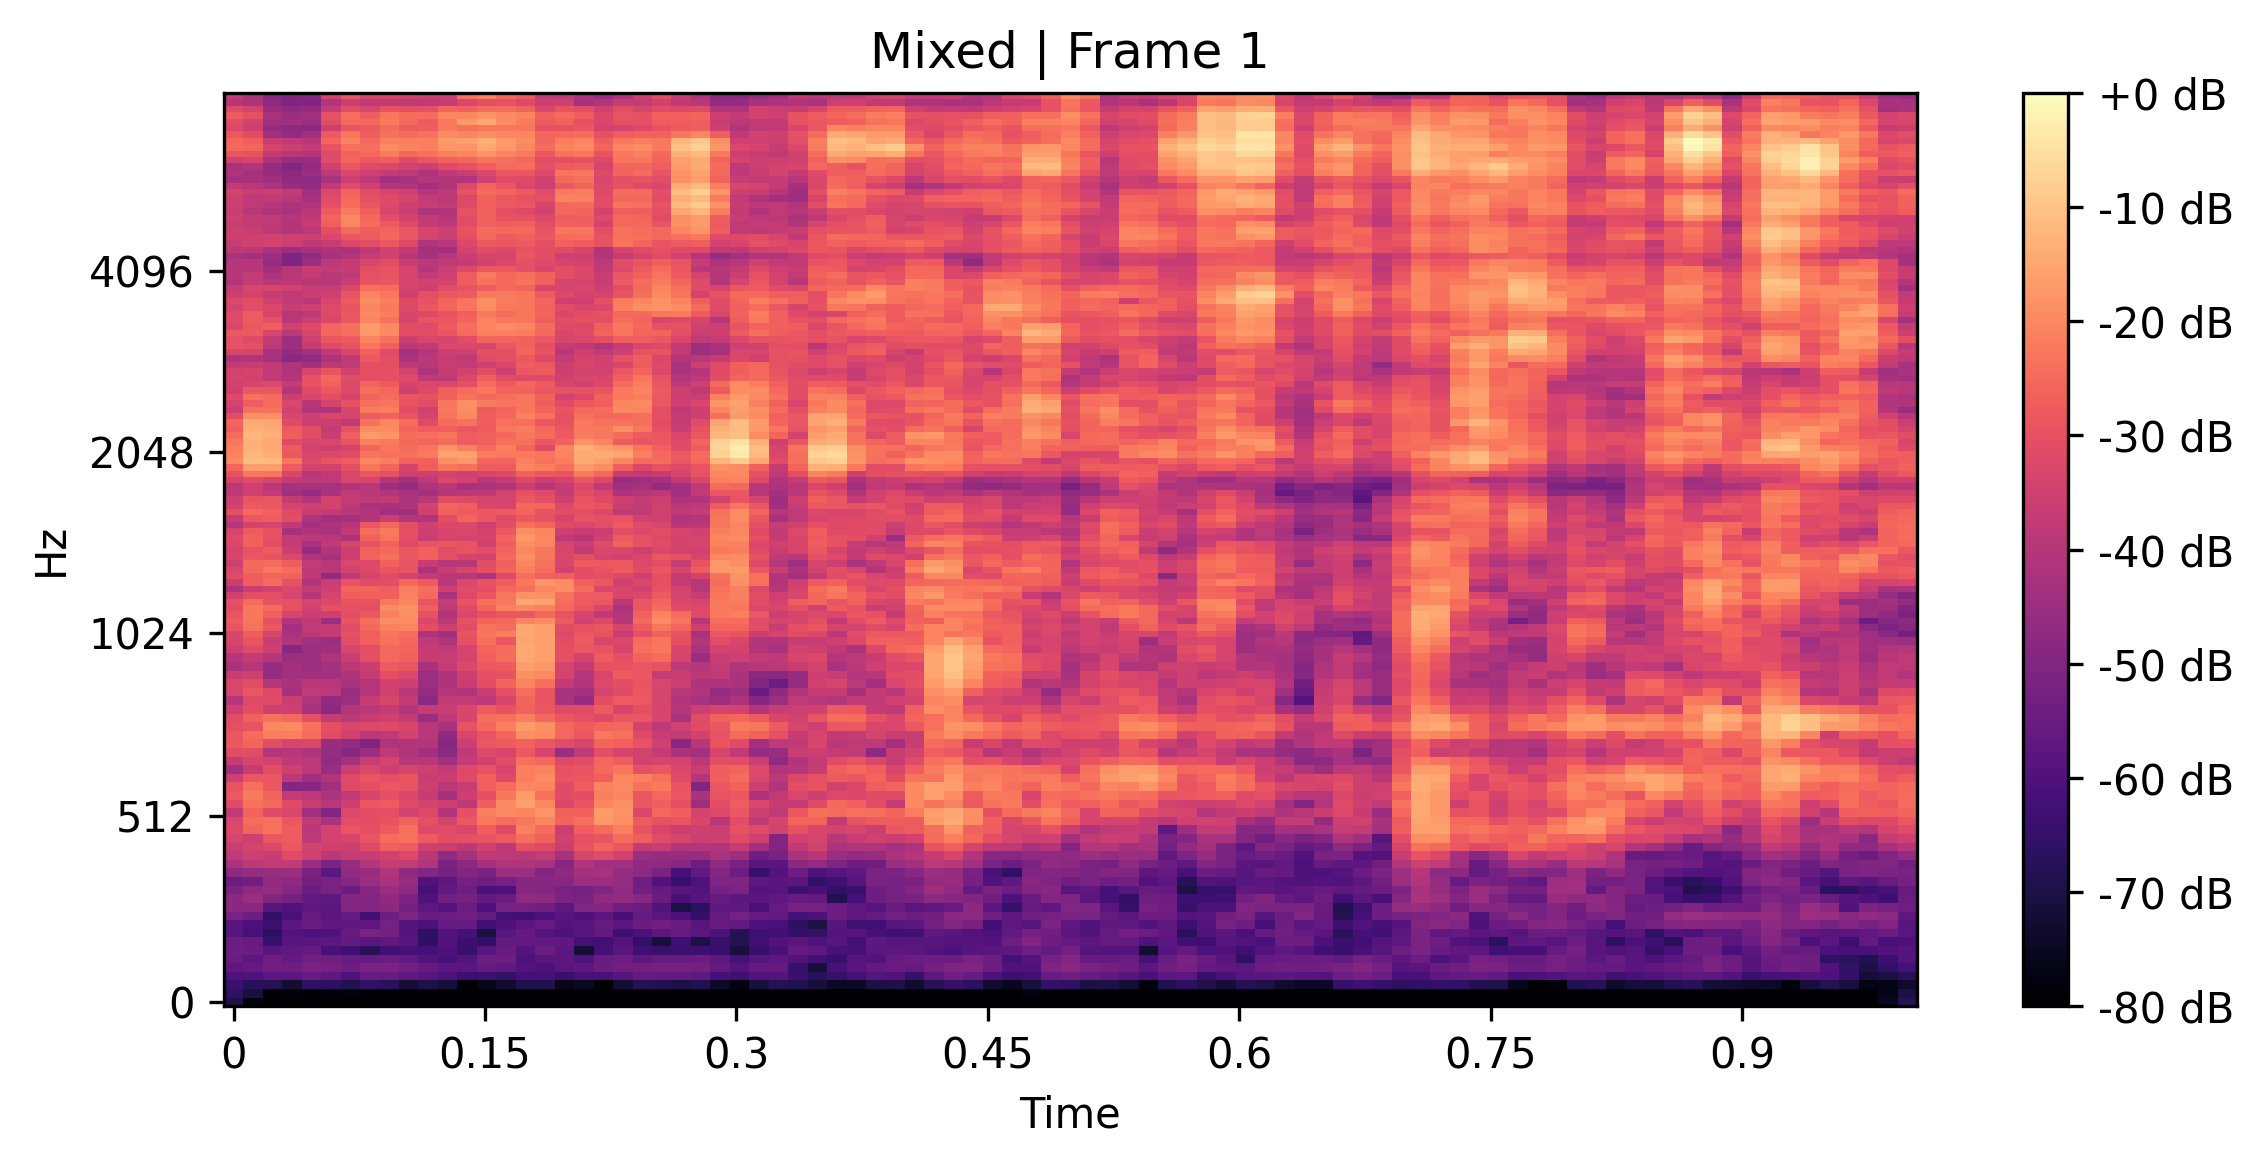 Mixed | Frame 1
+0 dB
-10 dB
-20 dB
-30 dB
-40 dB
-50 dB
-60 dB
-70 dB
-80 dB
Hz
4096
2048
1024
512
0
0 0.15 0.3 0.45 0.6 0.75 0.9
Time